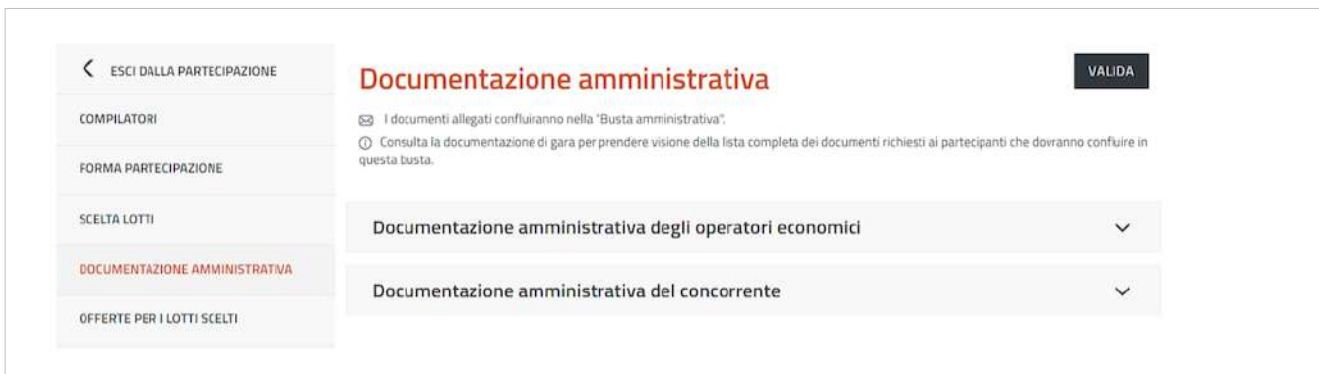 ESCI DALLA PARTECIPAZIONE
COMPILATORI
FORMA PARTECIPAZIONE
SCELTA LOTTI
DOCUMENTAZIONE AMMINISTRATIVA
OFFERTE PER I LOTTI SCELTI
Documentazione amministrativa
VALIDA
I documenti allegati confluiranno nella "Busta amministrativa".
Consulta la documentazione di gara per prendere visione della lista completa dei documenti richiesti ai partecipanti che dovranno confluire in
questa busta.
Documentazione amministrativa degli operatori economici
Documentazione amministrativa del concorrente